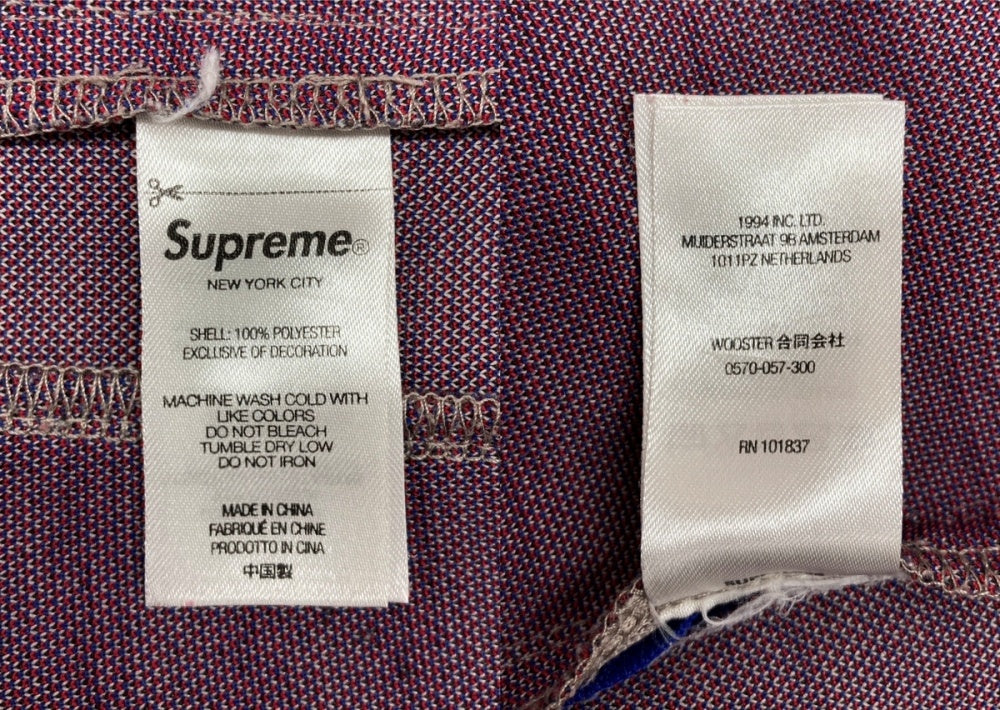 Supreme®
NEW YORK CITY
SHELL: 100% POLYESTER
EXCLUSIVE OF DECORATION
MACHINE WASH COLD WITH
LIKE COLORS
DO NOT BLEACH
TUMBLE DRY LOW
DO NOT IRON
MADE IN CHINA
FABRIQUÉ EN CHINE
PRODOTTO IN CINA
中国製
1994 INC. LTD.
MUIDERSTRAAT 9B AMSTERDAM
1011PZ NETHERLANDS
WOOSTER 合同会社
0570-057-300
RN 101837